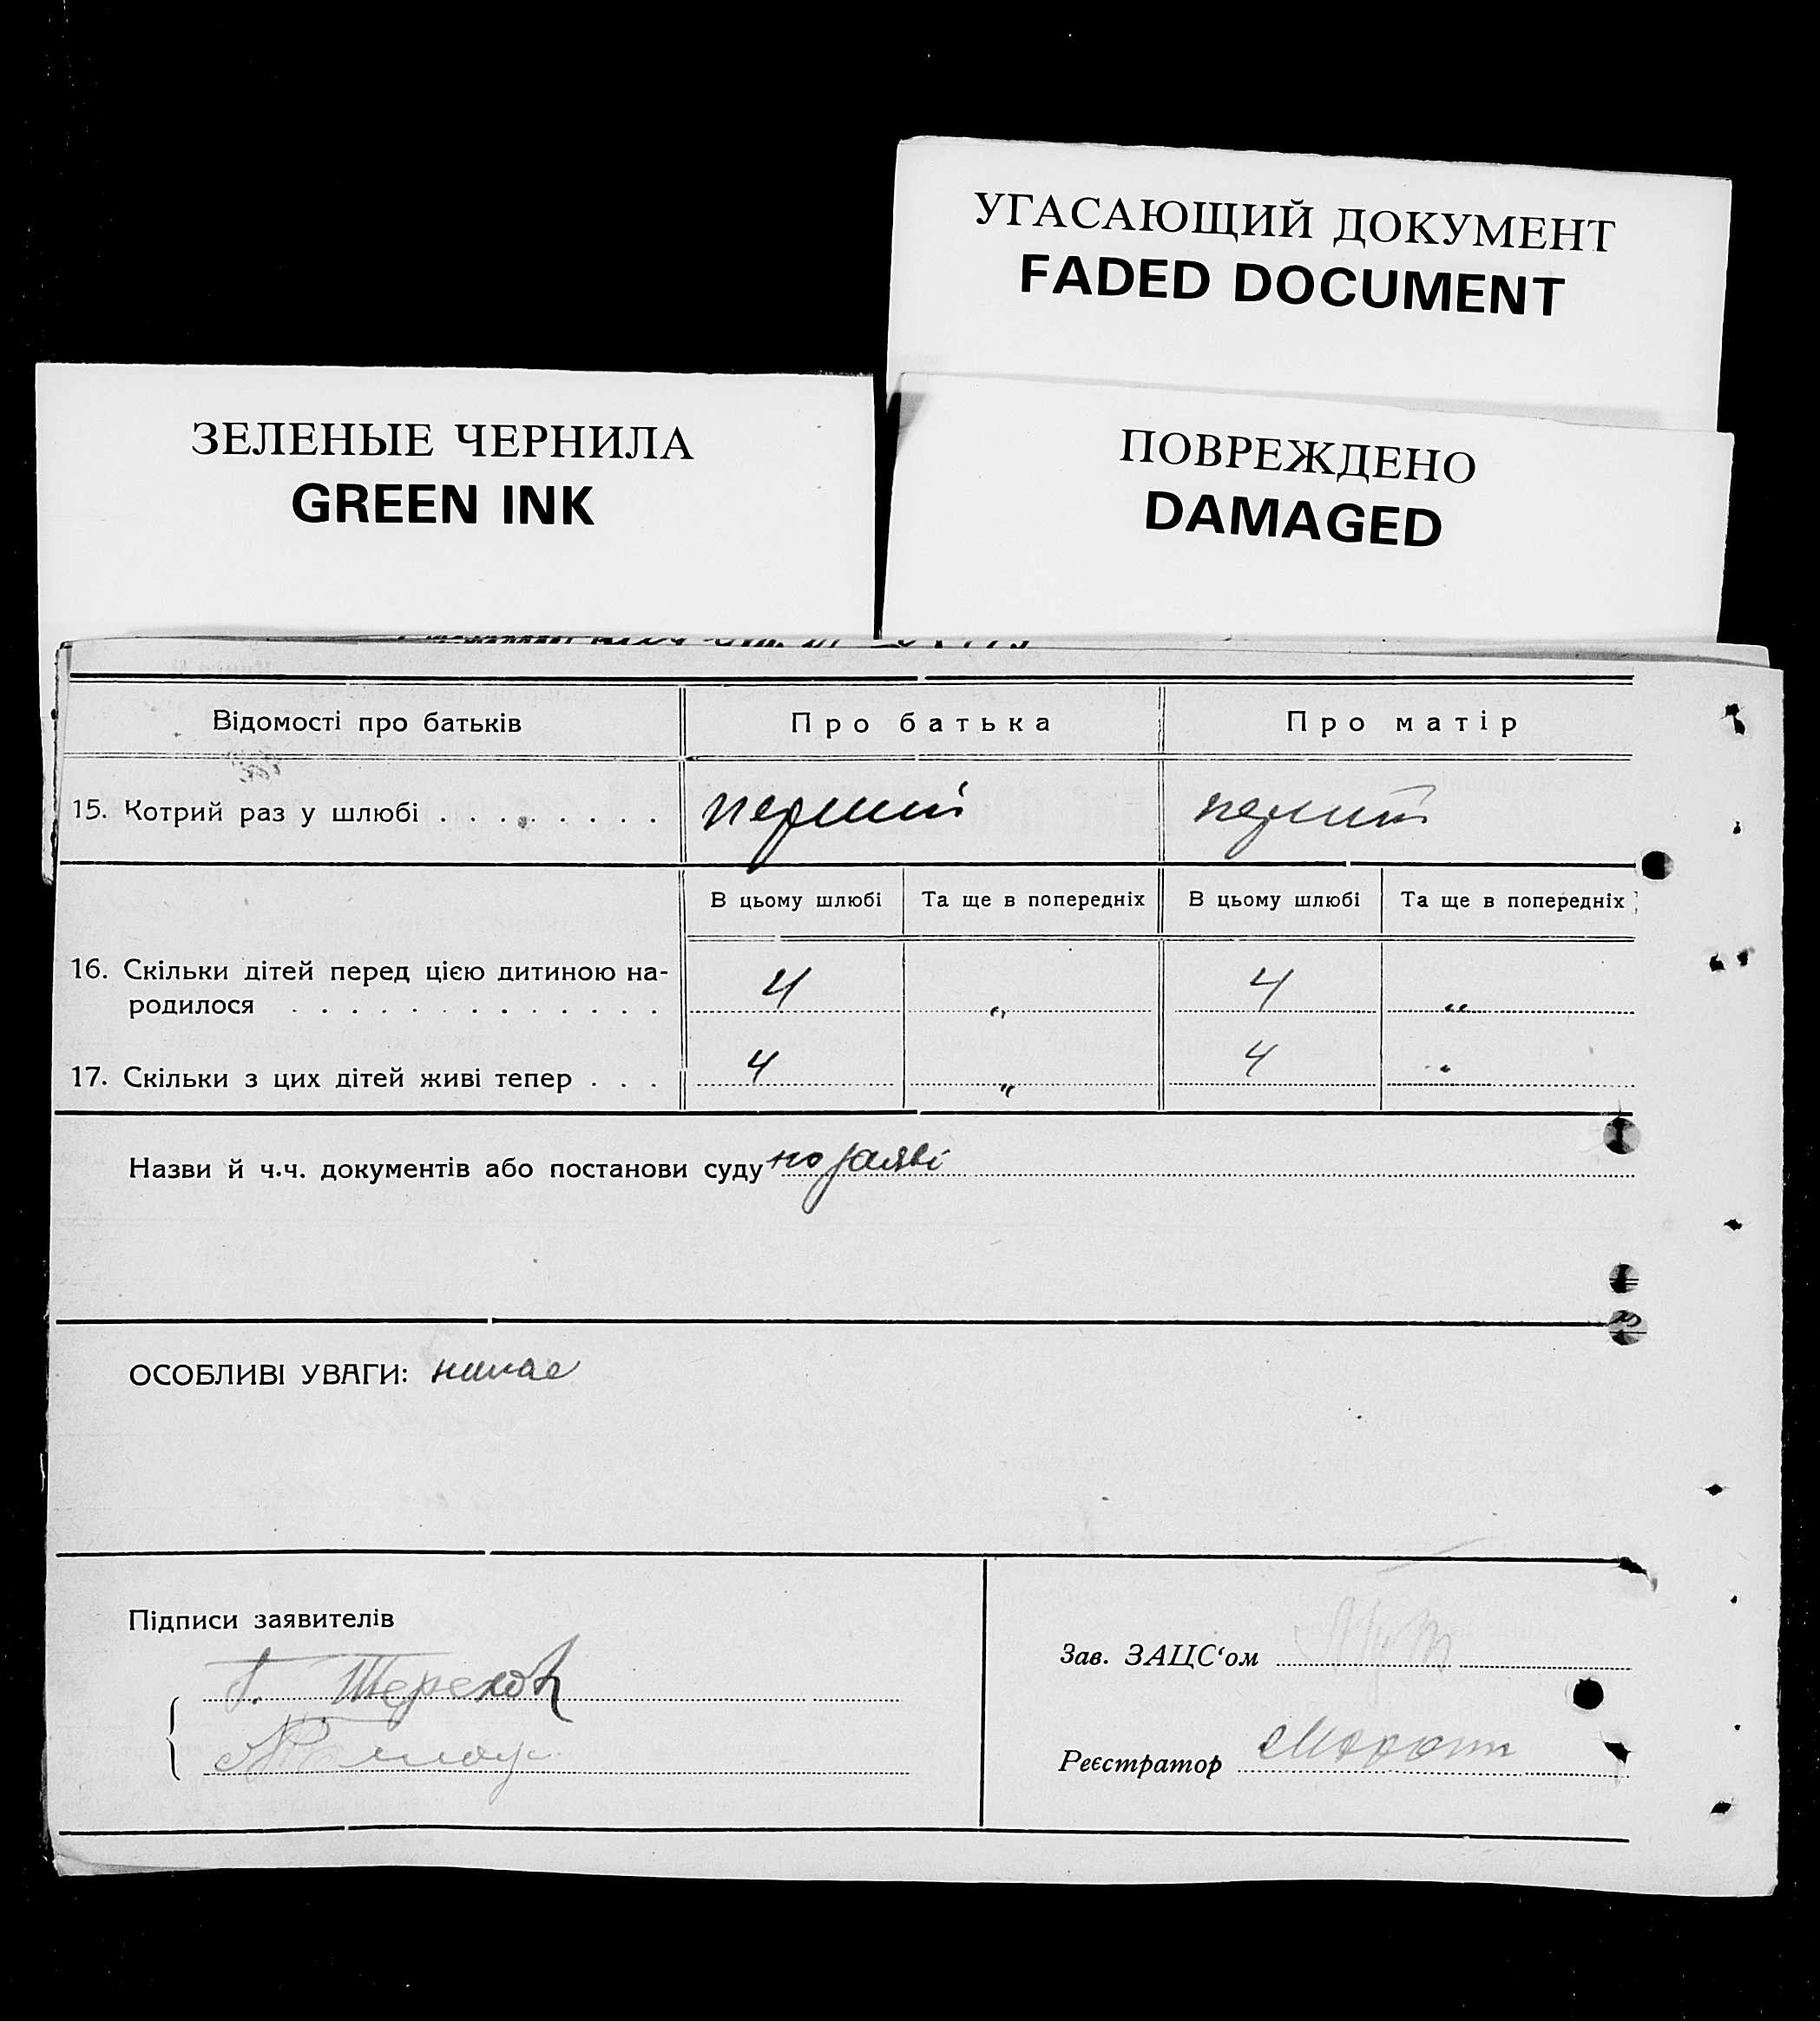 УГАСАЮЩИЙ ДОКУМЕНТ
FADED DOCUMENT
ЗЕЛЕНЫЕ ЧЕРНИЛА
GREEN INK
ПОВРЕЖДЕНО
DAMAGED
Відомості про батьків Про батька Про матір
15. Котрий раз у шлюбі . . . . . . . . . перший перший
В цьому шлюбі Та ще в попередніх В цьому шлюбі Та ще в попередніх
16. Скільки дітей перед цією дитиною на-
родилося . . . . . . . . . . . . . 4 „ 4 „
17. Скільки з цих дітей живі тепер . . . 4 „ 4
Назви й ч.ч. документів або постанови суду по заяві
ОСОБЛИВІ УВАГИ: немае
Підписи заявителів
Зав. ЗАЦС‘ом
Терехов
Реєстратор